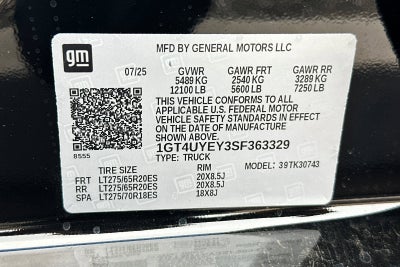 gm
MFD BY GENERAL MOTORS LLC
07/25 GVWR GAWR FRT GAWR RR
5489 KG 2540 KG 3289 KG
12100 LB 5600 LB 7250 LB
THIS VEHICLE CONFORMS TO ALL
APPLICABLE U.S. FEDERAL MOTOR
VEHICLE SAFETY STANDARDS IN EFFECT
ON THE DATE OF MANUFACTURE SHOWN ABOVE.
1GT4UYEY3SF363329
8555 TYPE: TRUCK MODEL: 39TK30743
TIRE SIZE RIM
FRT LT275/65R20ES 20X8.5J
RR LT275/65R20ES 20X8.5J
SPA LT275/70R18ES 18X8J